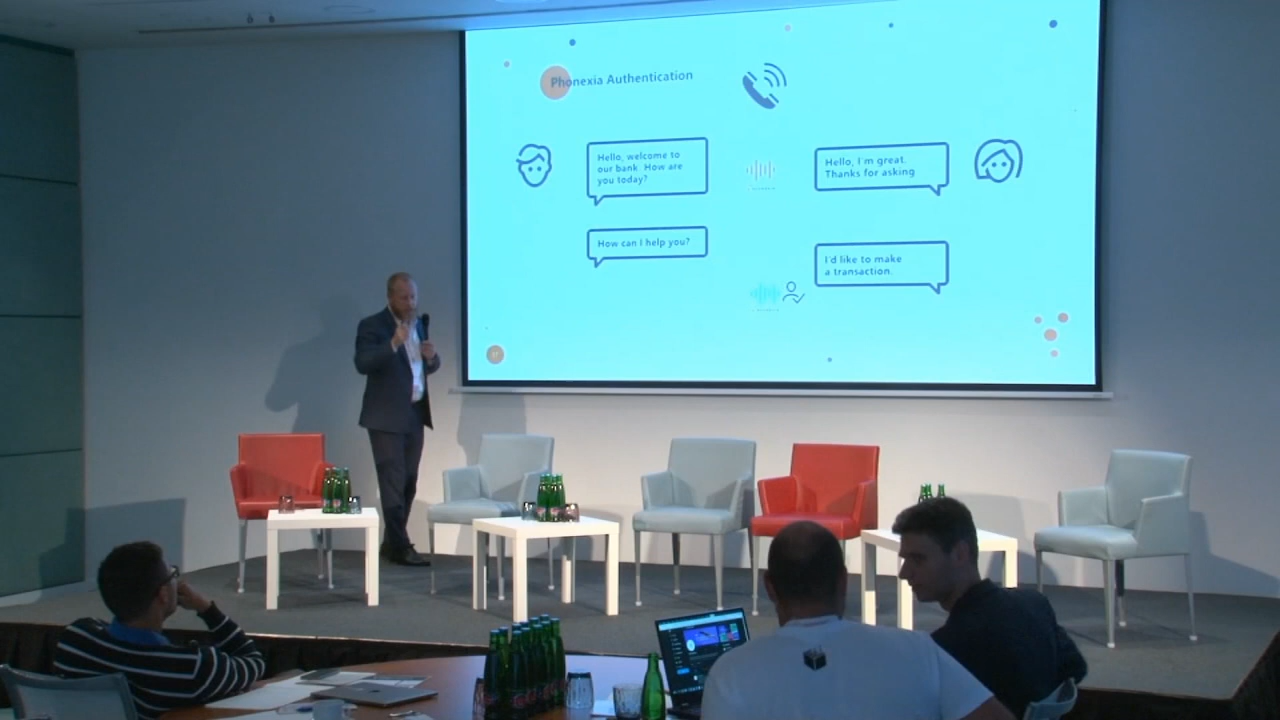 Phonexia Authentication
Hello, welcome to
our bank. How are
you today?
Hello, I'm great.
Thanks for asking
How can I help you?
I'd like to make
a transaction.